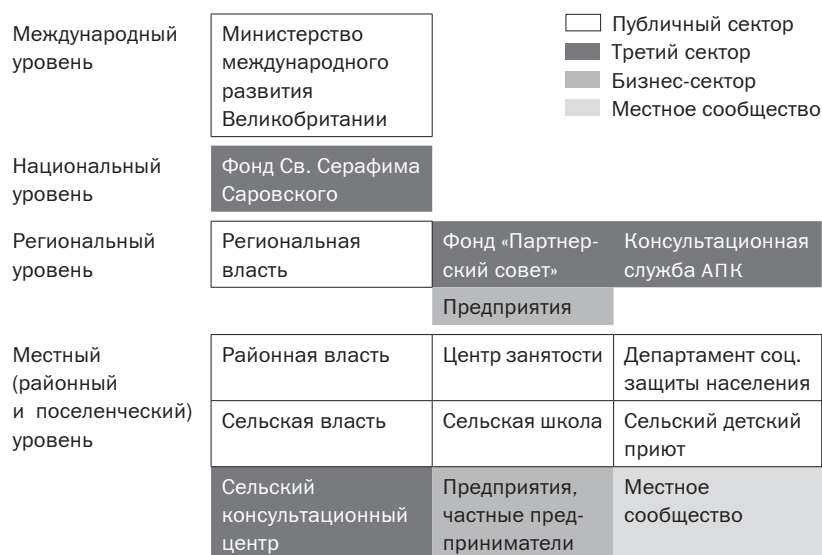 Международный
уровень
Министерство
международного
развития
Великобритании
Публичный сектор
Третий сектор
Бизнес-сектор
Местное сообщество
Национальный
уровень
Фонд Св. Серафима
Саровского
Региональный
уровень
Региональная
власть
Фонд «Партнер-
ский совет»
Консультационная
служба АПК
Предприятия
Местный
(районный
и поселенческий)
уровень
Районная власть
Центр занятости
Департамент соц.
защиты населения
Сельская власть
Сельская школа
Сельский детский
приют
Сельский
консультационный
центр
Предприятия,
частные пред-
приниматели
Местное
сообщество